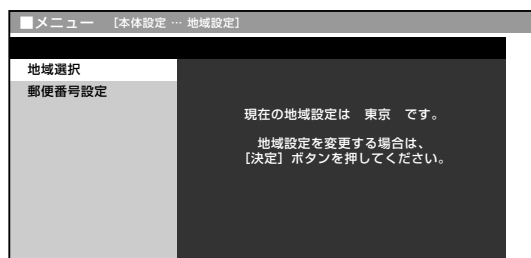 ■メニュー [本体設定 … 地域設定]
地域選択
郵便番号設定
現在の地域設定は 東京 です。
地域設定を変更する場合は、
[決定] ボタンを押してください。